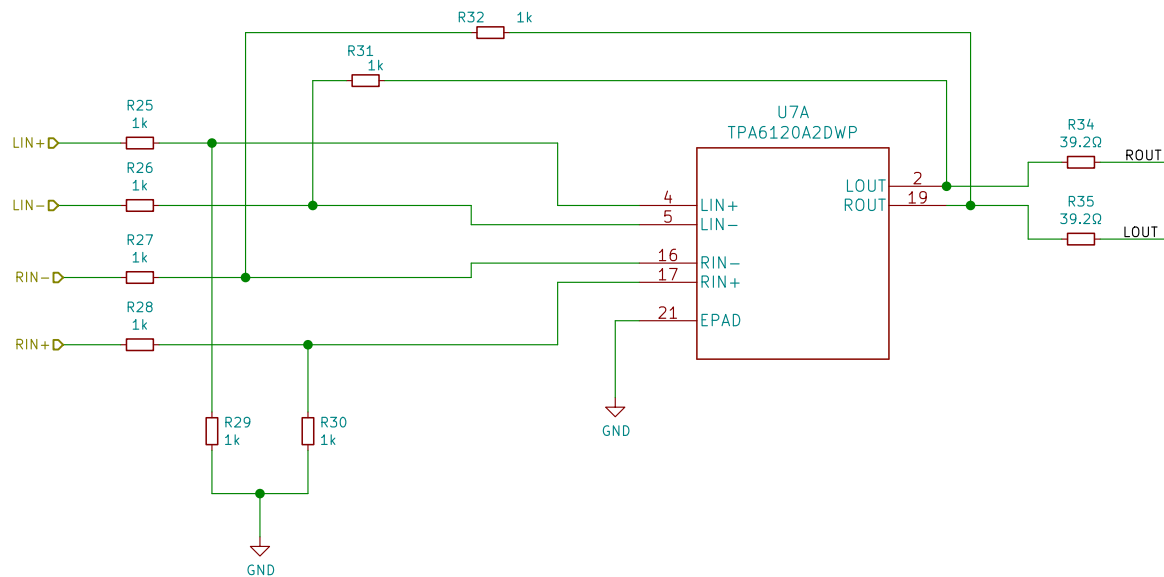 R32 1k
R31
1k
R25
1k
LIN+
R26
1k
LIN-
R27
1k
RIN-
R28
1k
RIN+
R29
1k
R30
1k
GND
GND
U7A
TPA6120A2DWP
4 LIN+
5 LIN-
16 RIN-
17 RIN+
21 EPAD
LOUT 2
ROUT 19
R34
39.2Ω
ROUT
R35
39.2Ω
LOUT